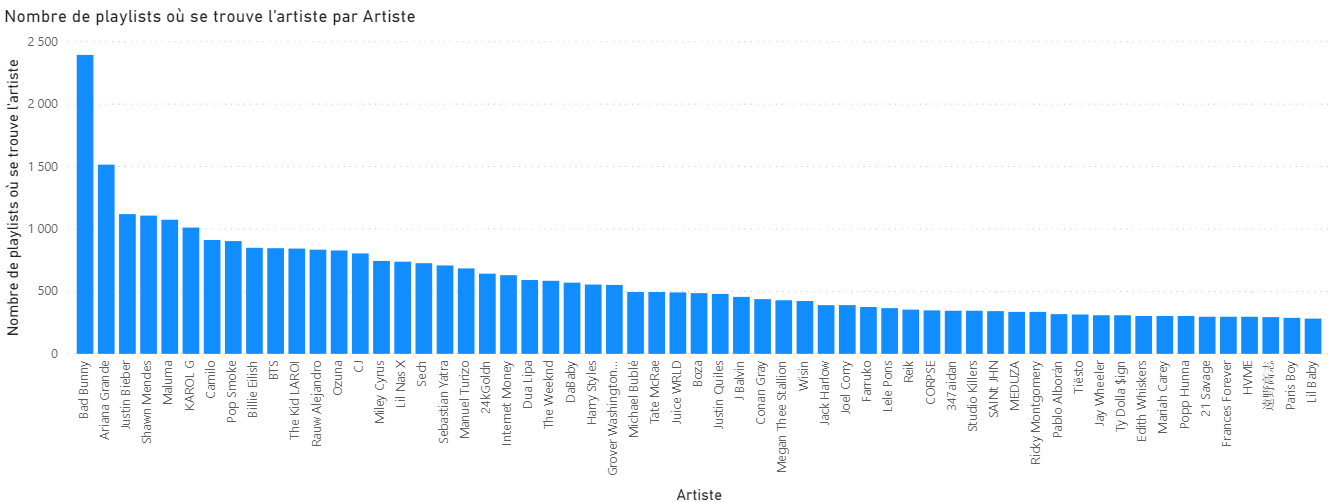 Nombre de playlists où se trouve l'artiste par Artiste
Nombre de playlists où se trouve l'artiste
2 500
2 000
1 500
1 000
500
0
Bad Bunny
Ariana Grande
Justin Bieber
Shawn Mendes
Maluma
KAROL G
Camilo
Pop Smoke
Billie Eilish
BTS
The Kid LAROI
Rauw Alejandro
Ozuna
CJ
Miley Cyrus
Lil Nas X
Sech
Sebastian Yatra
Manuel Turizo
24kGoldn
Internet Money
Dua Lipa
The Weeknd
DaBaby
Harry Styles
Grover Washington...
Michael Bublé
Tate McRae
Juice WRLD
Boza
Justin Quiles
J Balvin
Conan Gray
Megan Thee Stallion
Wisin
Jack Harlow
Joel Corry
Farruko
Lele Pons
Reik
CORPSE
347aidan
Studio Killers
SAINt JHN
MEDUZA
Ricky Montgomery
Pablo Alborán
Tiësto
Jay Wheeler
Ty Dolla $ign
Edith Whiskers
Mariah Carey
Popp Hunna
21 Savage
Frances Forever
HVME
Paris Boy
Lil Baby
Artiste